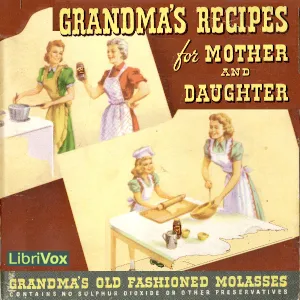 GRANDMA'S RECIPES
for MOTHER
AND
DAUGHTER
LibriVox
GRANDMA'S OLD FASHIONED MOLASSES
CONTAINS NO SULPHUR DIOXIDE OR OTHER PRESERVATIVES